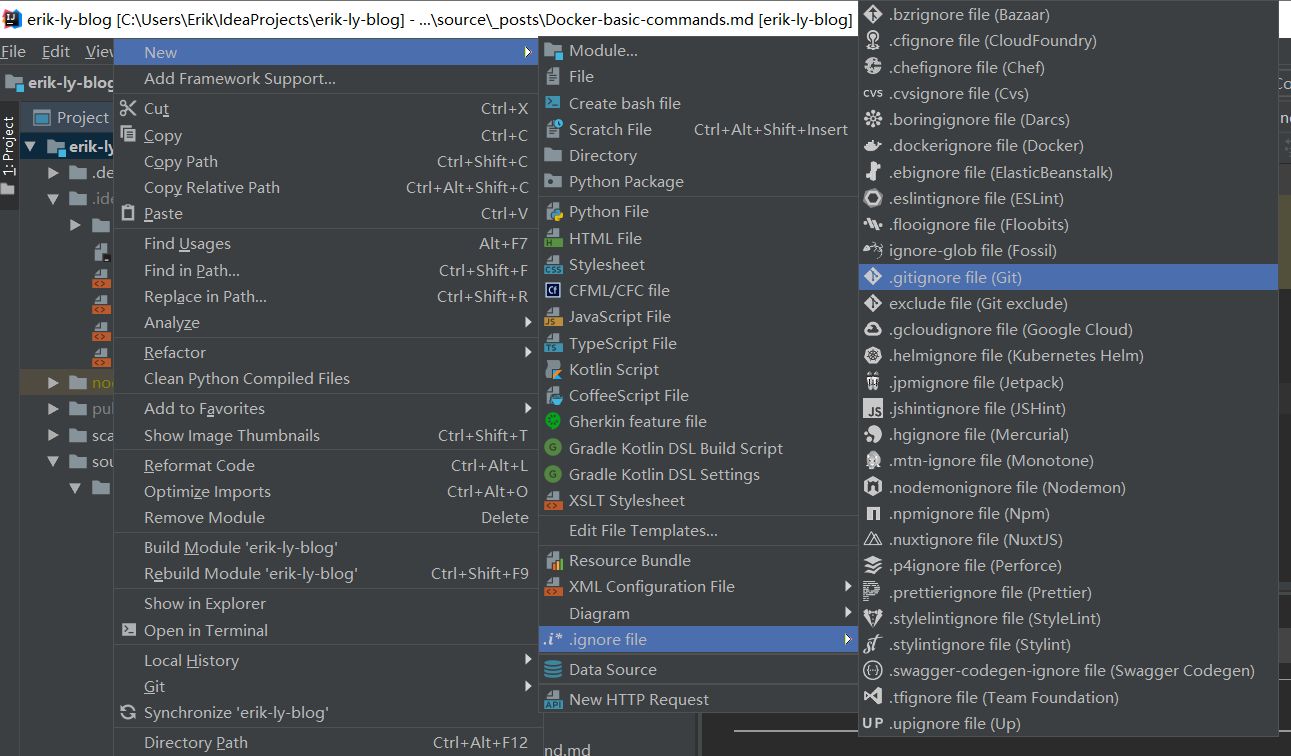 erik-ly-blog [C:\Users\Erik\IdeaProjects\erik-ly-blog] - ...\source\_posts\Docker-basic-commands.md [erik-ly-blog]
File Edit View
erik-ly-blog
Project
1: Project
erik-ly
.de
.ide
pub
sca
sou
New
Add Framework Support...
Cut Ctrl+X
Copy Ctrl+C
Copy Path Ctrl+Shift+C
Copy Relative Path Ctrl+Alt+Shift+C
Paste Ctrl+V
Find Usages Alt+F7
Find in Path... Ctrl+Shift+F
Replace in Path... Ctrl+Shift+R
Analyze
Refactor
Clean Python Compiled Files
Add to Favorites
Show Image Thumbnails Ctrl+Shift+T
Reformat Code Ctrl+Alt+L
Optimize Imports Ctrl+Alt+O
Remove Module Delete
Build Module 'erik-ly-blog'
Rebuild Module 'erik-ly-blog' Ctrl+Shift+F9
Show in Explorer
Open in Terminal
Local History
Git
Synchronize 'erik-ly-blog'
Directory Path Ctrl+Alt+F12
Module...
File
Create bash file
Scratch File Ctrl+Alt+Shift+Insert
Directory
Python Package
Python File
HTML File
Stylesheet
CFML/CFC file
JavaScript File
TypeScript File
Kotlin Script
CoffeeScript File
Gherkin feature file
Gradle Kotlin DSL Build Script
Gradle Kotlin DSL Settings
XSLT Stylesheet
Edit File Templates...
Resource Bundle
XML Configuration File
Diagram
.i* .ignore file
Data Source
New HTTP Request
nd.md
.bzrignore file (Bazaar)
.cfignore file (CloudFoundry)
.chefignore file (Chef)
CVS .cvsignore file (Cvs)
.boringignore file (Darcs)
.dockerignore file (Docker)
.ebignore file (ElasticBeanstalk)
.eslintignore file (ESLint)
.flooignore file (Floobits)
ignore-glob file (Fossil)
.gitignore file (Git)
exclude file (Git exclude)
.gcloudignore file (Google Cloud)
.helmignore file (Kubernetes Helm)
.jpmignore file (Jetpack)
JS .jshintignore file (JSHint)
.hgignore file (Mercurial)
.mtn-ignore file (Monotone)
.nodemonignore file (Nodemon)
.npmignore file (Npm)
.nuxtignore file (NuxtJS)
.p4ignore file (Perforce)
.prettierignore file (Prettier)
.stylelintignore file (StyleLint)
.stylintignore file (Stylint)
.swagger-codegen-ignore file (Swagger Codegen)
.tfignore file (Team Foundation)
UP .upignore file (Up)